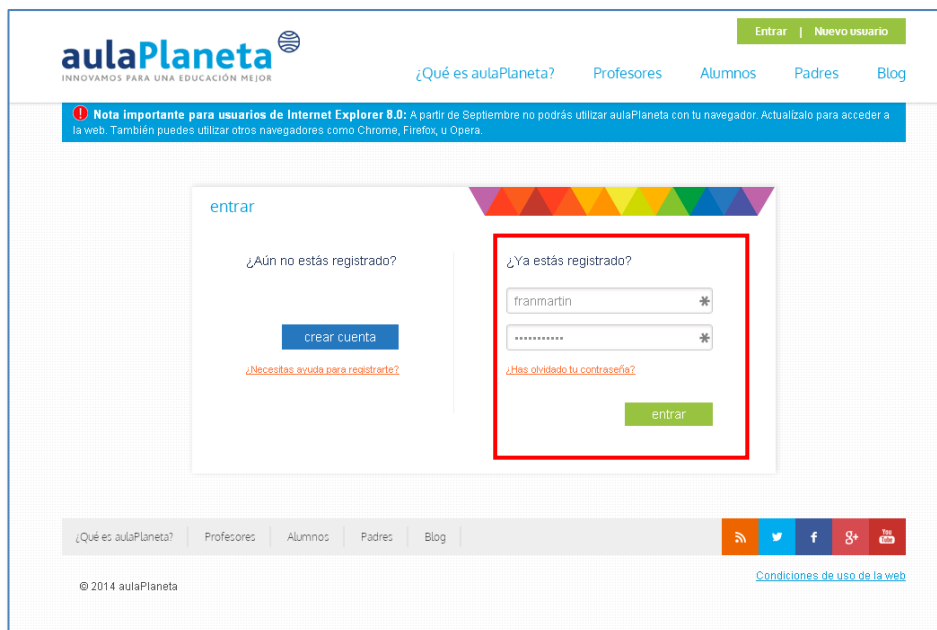 Entrar | Nuevo usuario
aulaPlaneta
INNOVAMOS PARA UNA EDUCACIÓN MEJOR
¿Qué es aulaPlaneta? Profesores Alumnos Padres Blog
Nota importante para usuarios de Internet Explorer 8.0: A partir de Septiembre no podrás utilizar aulaPlaneta con tu navegador. Actualízalo para acceder a
la web. También puedes utilizar otros navegadores como Chrome, Firefox, u Opera.
entrar
¿Aún no estás registrado?
crear cuenta
¿Necesitas ayuda para registrarte?
¿Ya estás registrado?
franmartin
¿Has olvidado tu contraseña?
entrar
¿Qué es aulaPlaneta? Profesores Alumnos Padres Blog
g+ You Tube
© 2014 aulaPlaneta
Condiciones de uso de la web